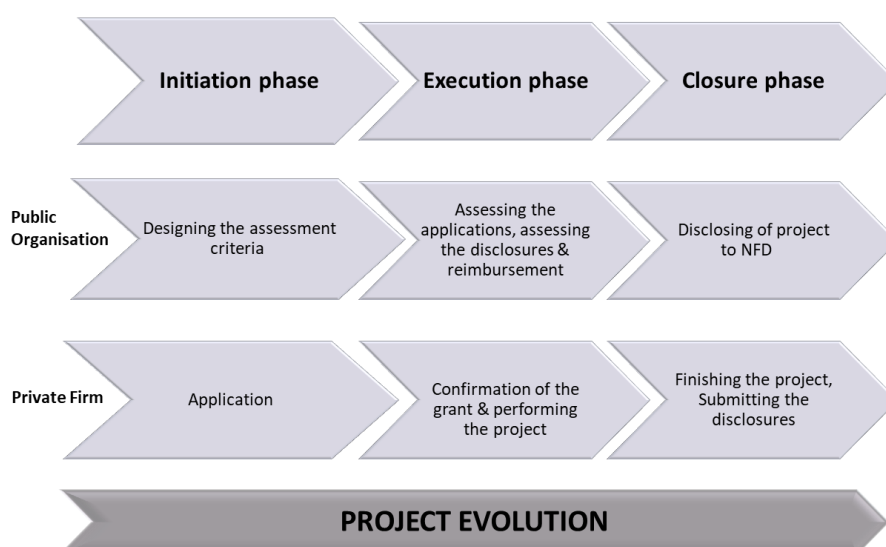 Initiation phase
Execution phase
Closure phase
Public
Organisation
Designing the assessment
criteria
Assessing the
applications, assessing
the disclosures &
reimbursement
Disclosing of project
to NFD
Private Firm
Application
Confirmation of the
grant & performing
the project
Finishing the project,
Submitting the
disclosures
PROJECT EVOLUTION